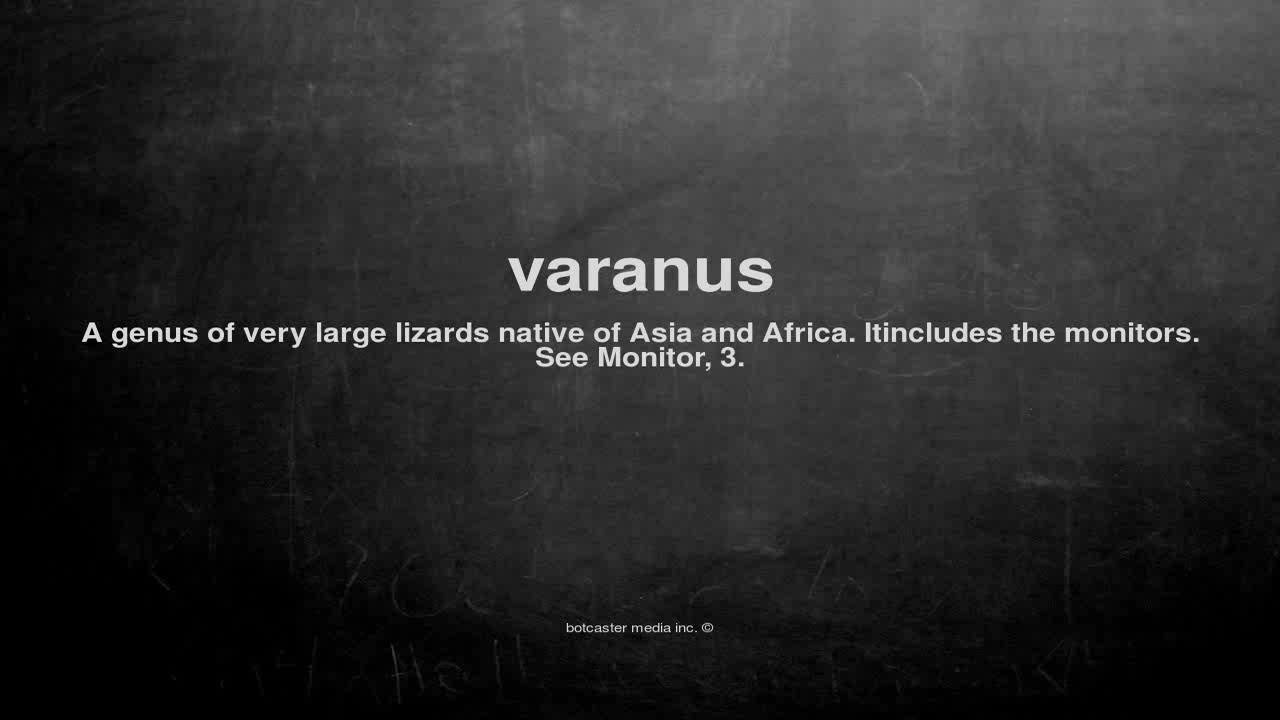 varanus
A genus of very large lizards native of Asia and Africa. Itincludes the monitors.
See Monitor, 3.
botcaster media inc. ©